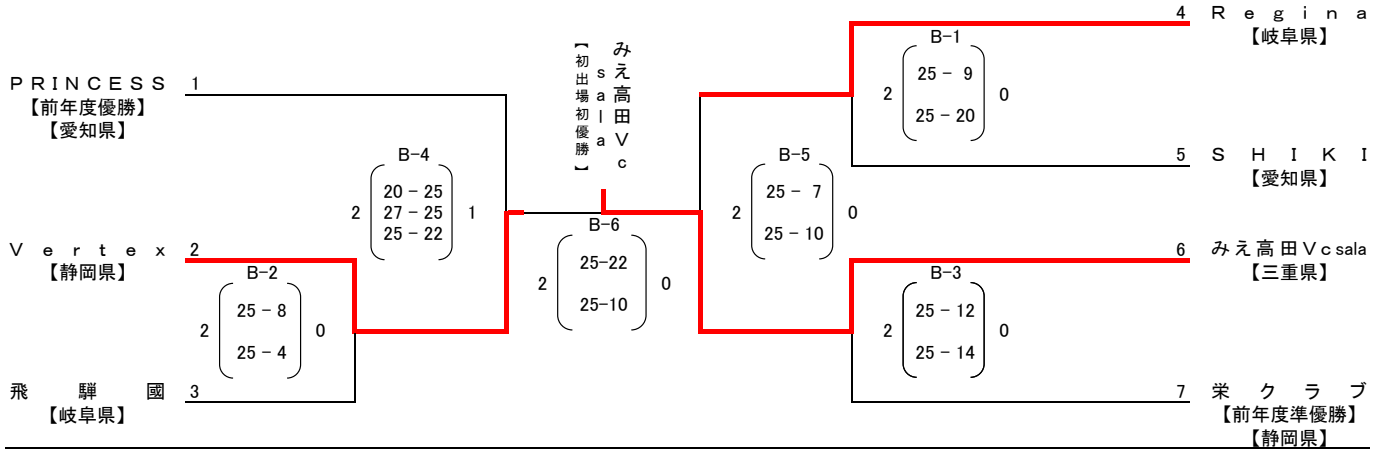 PRINCESS 1
【前年度優勝】
【愛知県】
Vertex 2
【静岡県】
飛騨國 3
【岐阜県】
B-2
2 25－8 0
25－4
B-4
20－25
2 27－25 1
25－22
みえ高田Ｖｃ
sala
【初出場初優勝】
B-6
25-22
2 0
25-10
B-5
25－ 7
2 0
25－10
B-1
25－ 9
2 0
25－20
B-3
25－12
2 0
25－14
4 Regina
【岐阜県】
5 SHIKI
【愛知県】
6 みえ高田Ｖｃsala
【三重県】
7 栄クラブ
【前年度準優勝】
【静岡県】